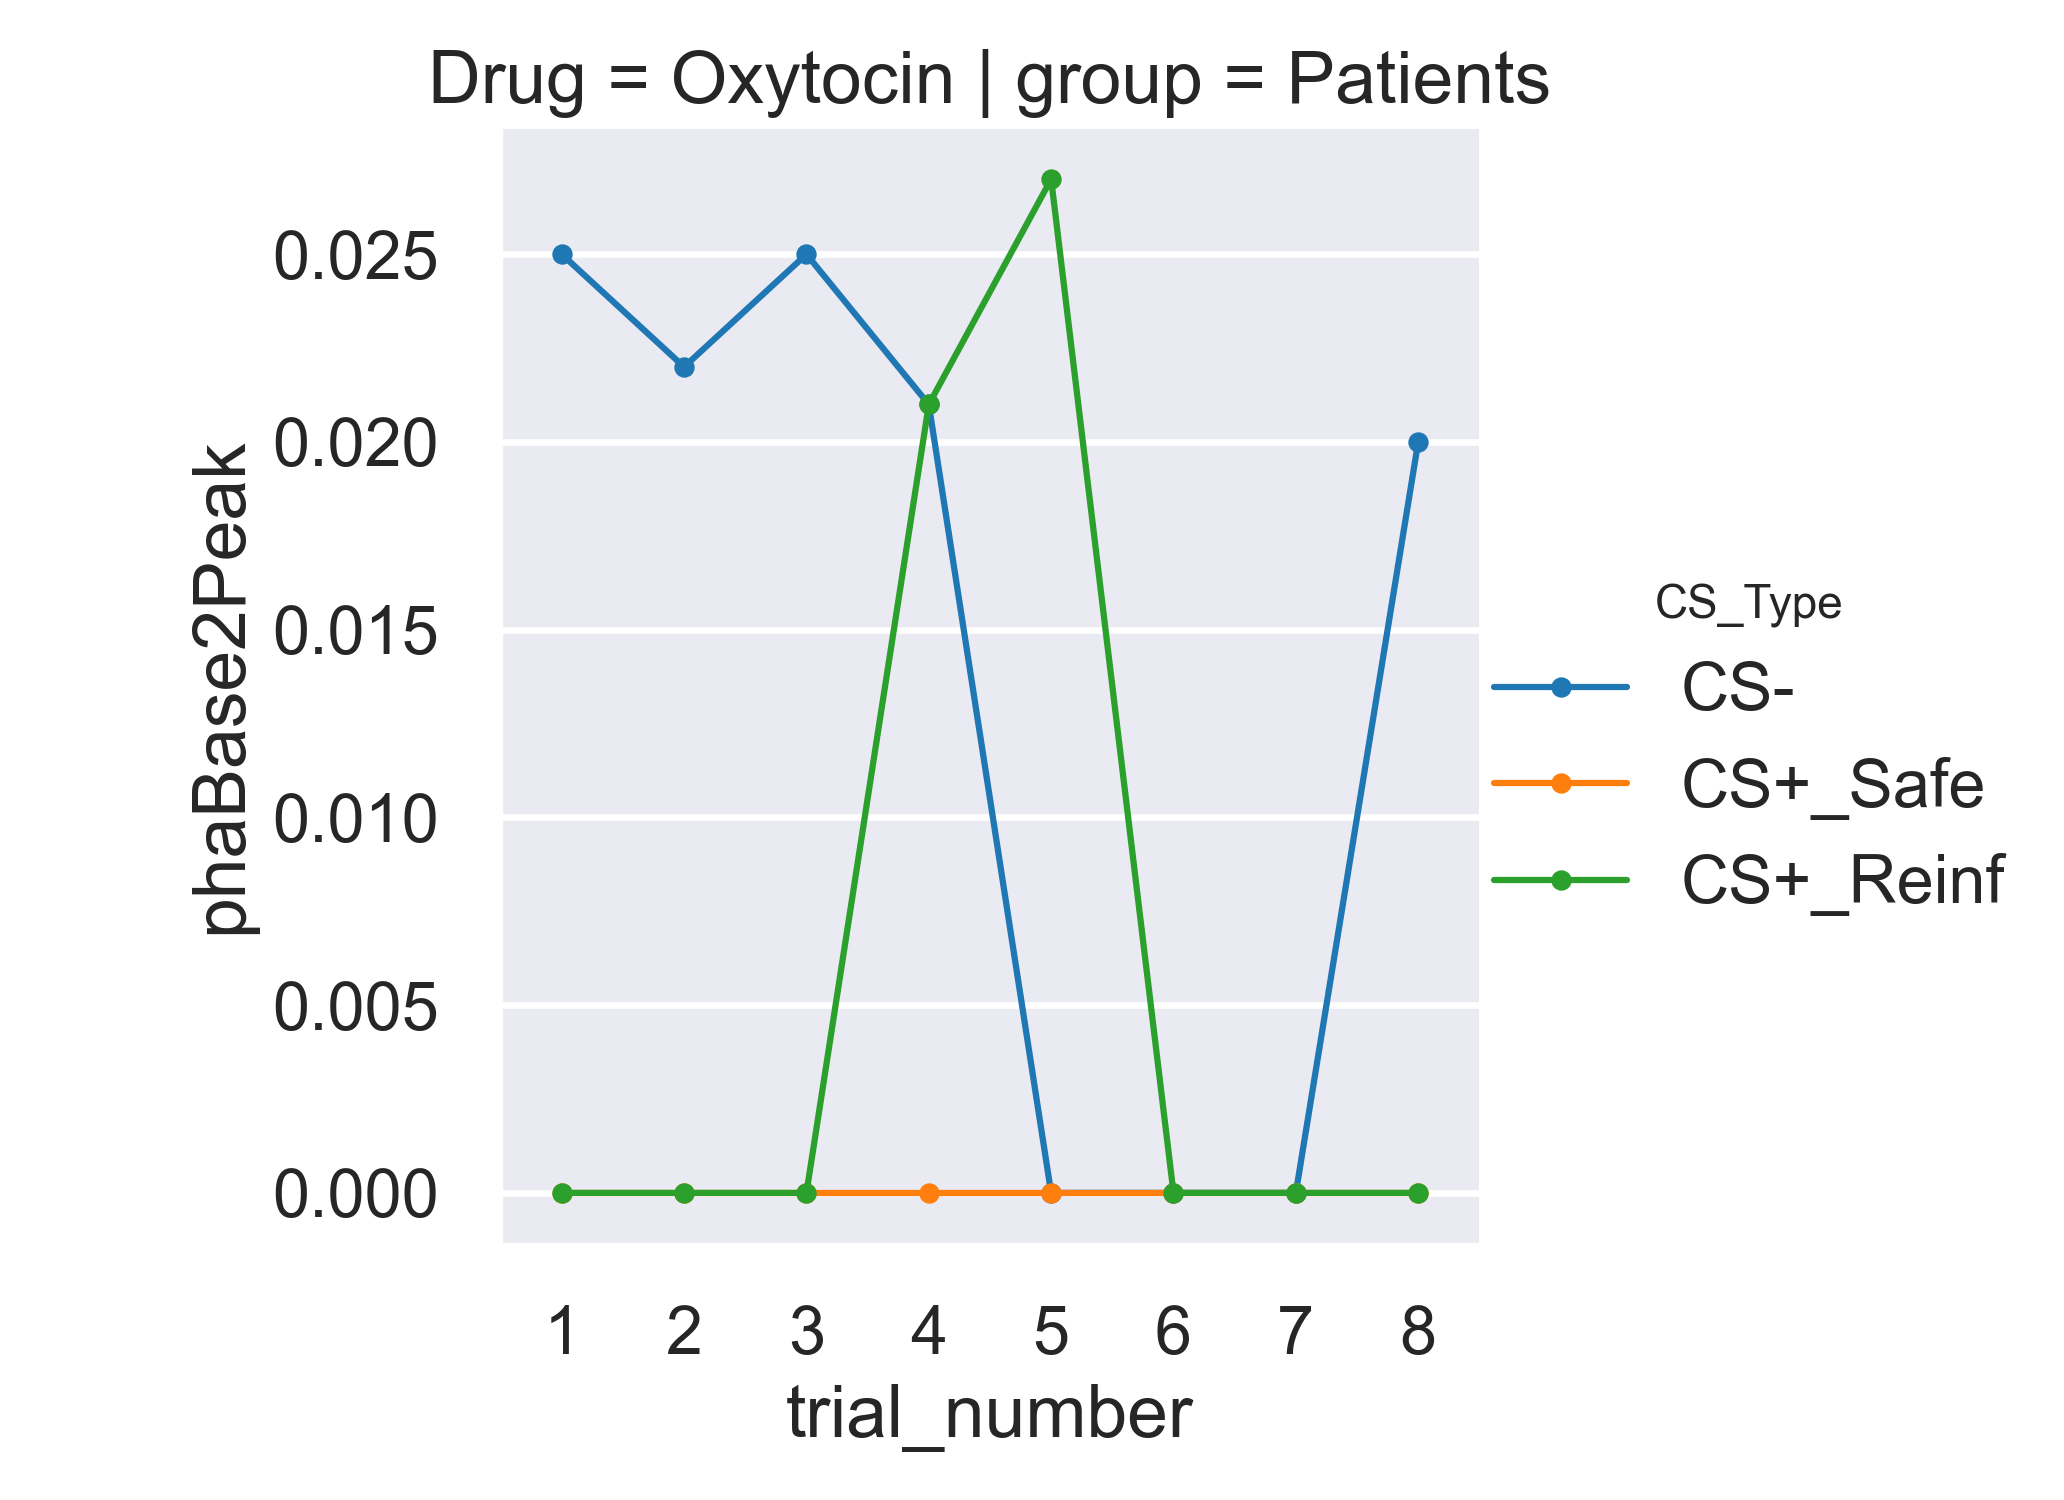 Drug = Oxytocin | group = Patients
phaBase2Peak
0.025
0.020
0.015
0.010
0.005
0.000
1 2 3 4 5 6 7 8
trial_number
CS_Type
CS-
CS+_Safe
CS+_Reinf